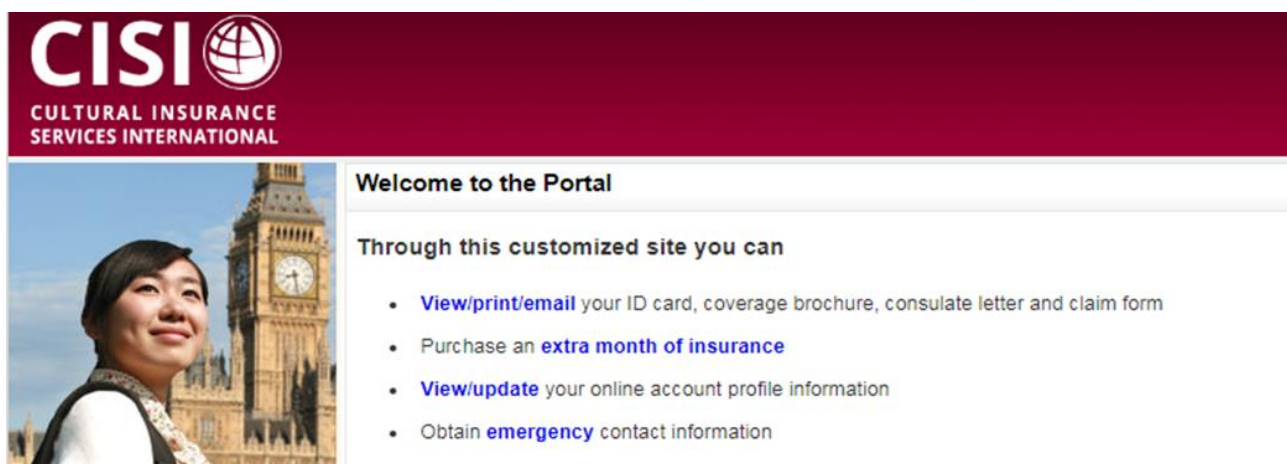 CISI
CULTURAL INSURANCE
SERVICES INTERNATIONAL
Welcome to the Portal
Through this customized site you can
• View/print/email your ID card, coverage brochure, consulate letter and claim form
• Purchase an extra month of insurance
• View/update your online account profile information
• Obtain emergency contact information